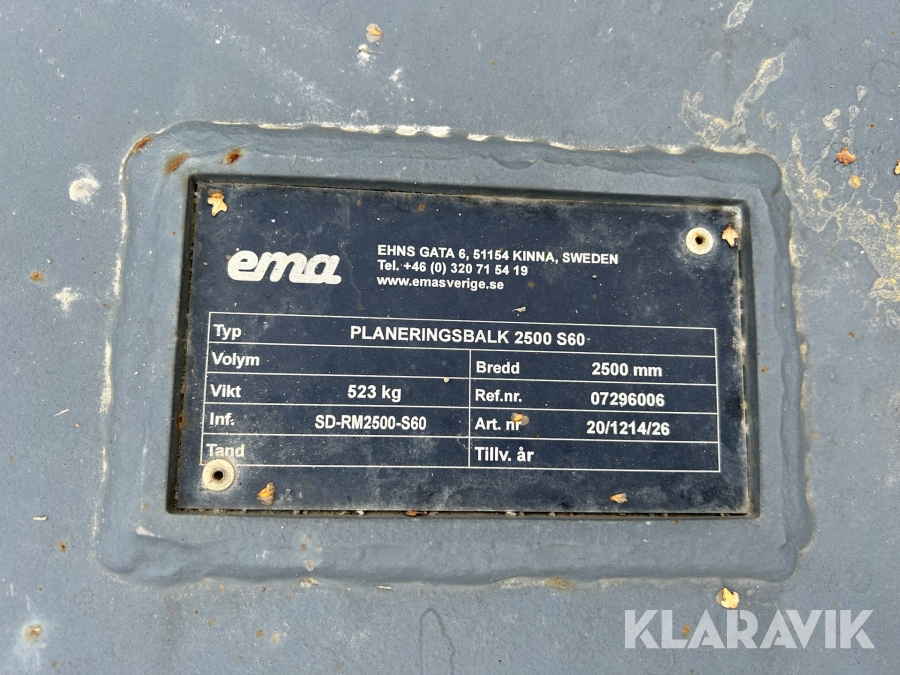 ema
EHNS GATA 6, 51154 KINNA, SWEDEN
Tel. +46 (0) 320 71 54 19
www.emasverige.se
Typ PLANERINGSBALK 2500 S60
Volym Bredd 2500 mm
Vikt 523 kg Ref.nr. 07296006
Inf. SD-RM2500-S60 Art. nr 20/1214/26
Tand Tillv. år
KLARAVIK